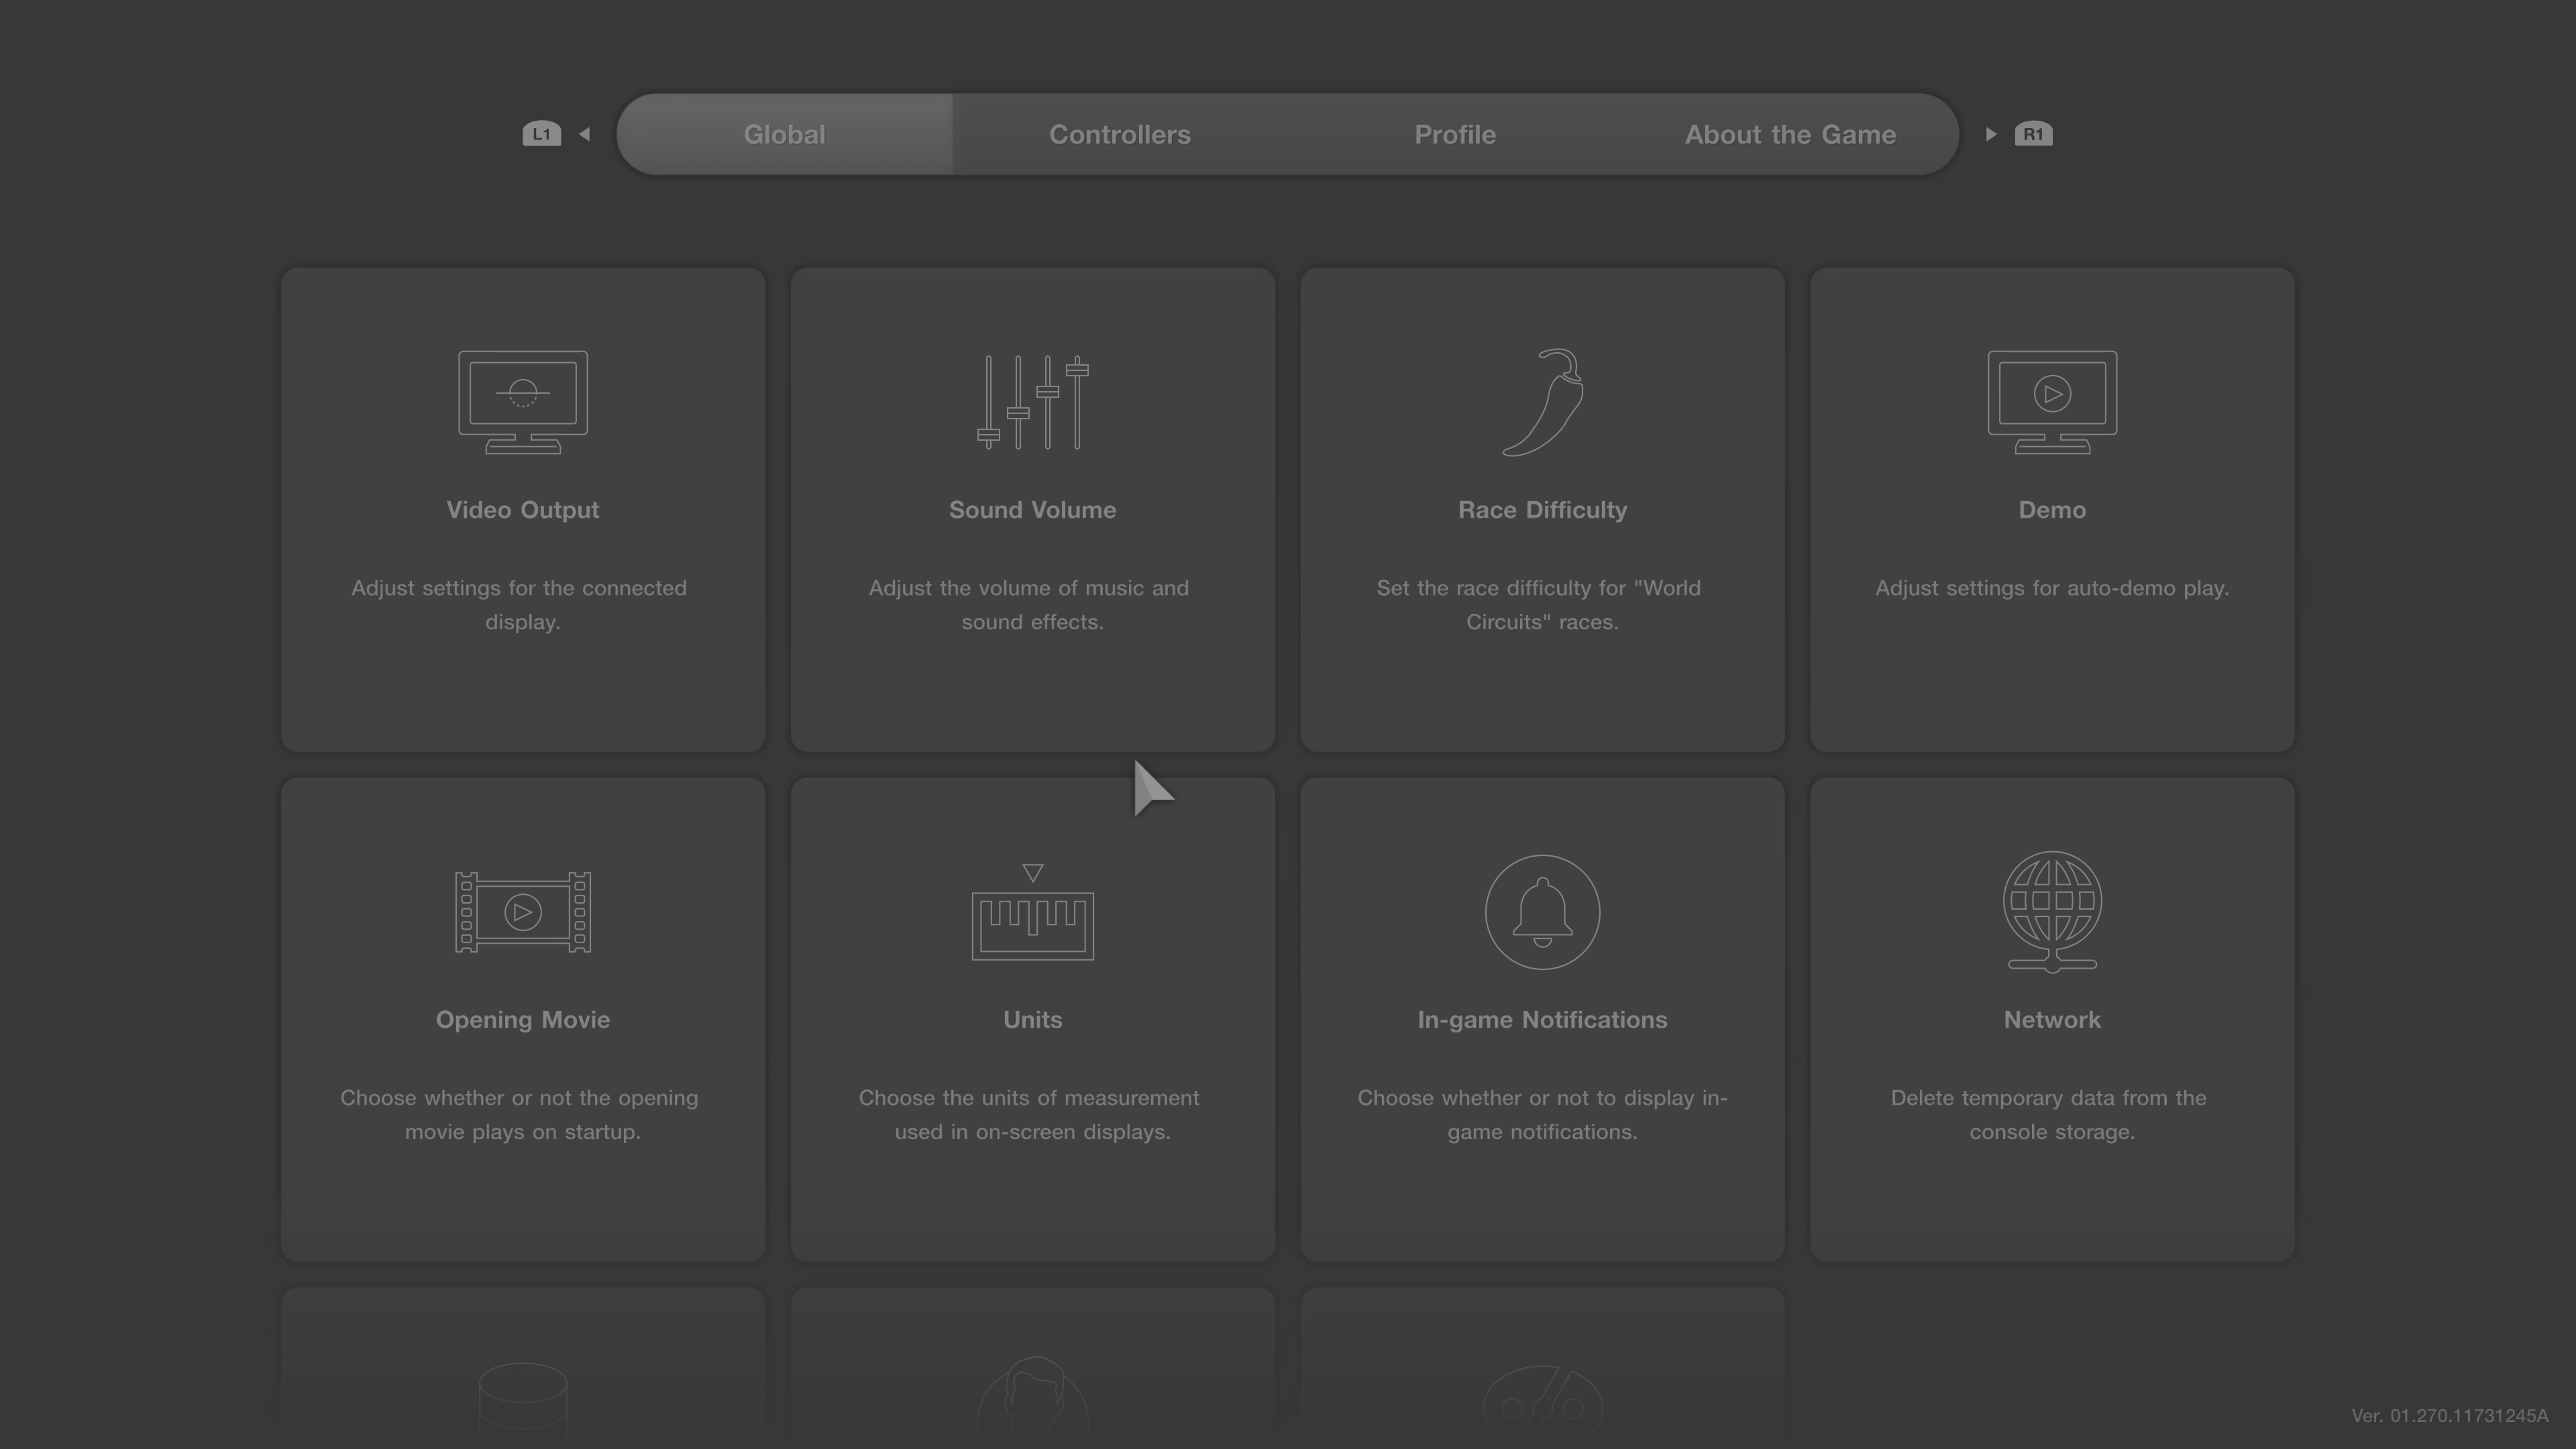 L1
Global
Controllers
Profile
About the Game
R1
Video Output
Adjust settings for the connected
display.
Sound Volume
Adjust the volume of music and
sound effects.
Race Difficulty
Set the race difficulty for "World
Circuits" races.
Demo
Adjust settings for auto-demo play.
Opening Movie
Choose whether or not the opening
movie plays on startup.
Units
Choose the units of measurement
used in on-screen displays.
In-game Notifications
Choose whether or not to display in-
game notifications.
Network
Delete temporary data from the
console storage.
Ver. 01.270.11731245A